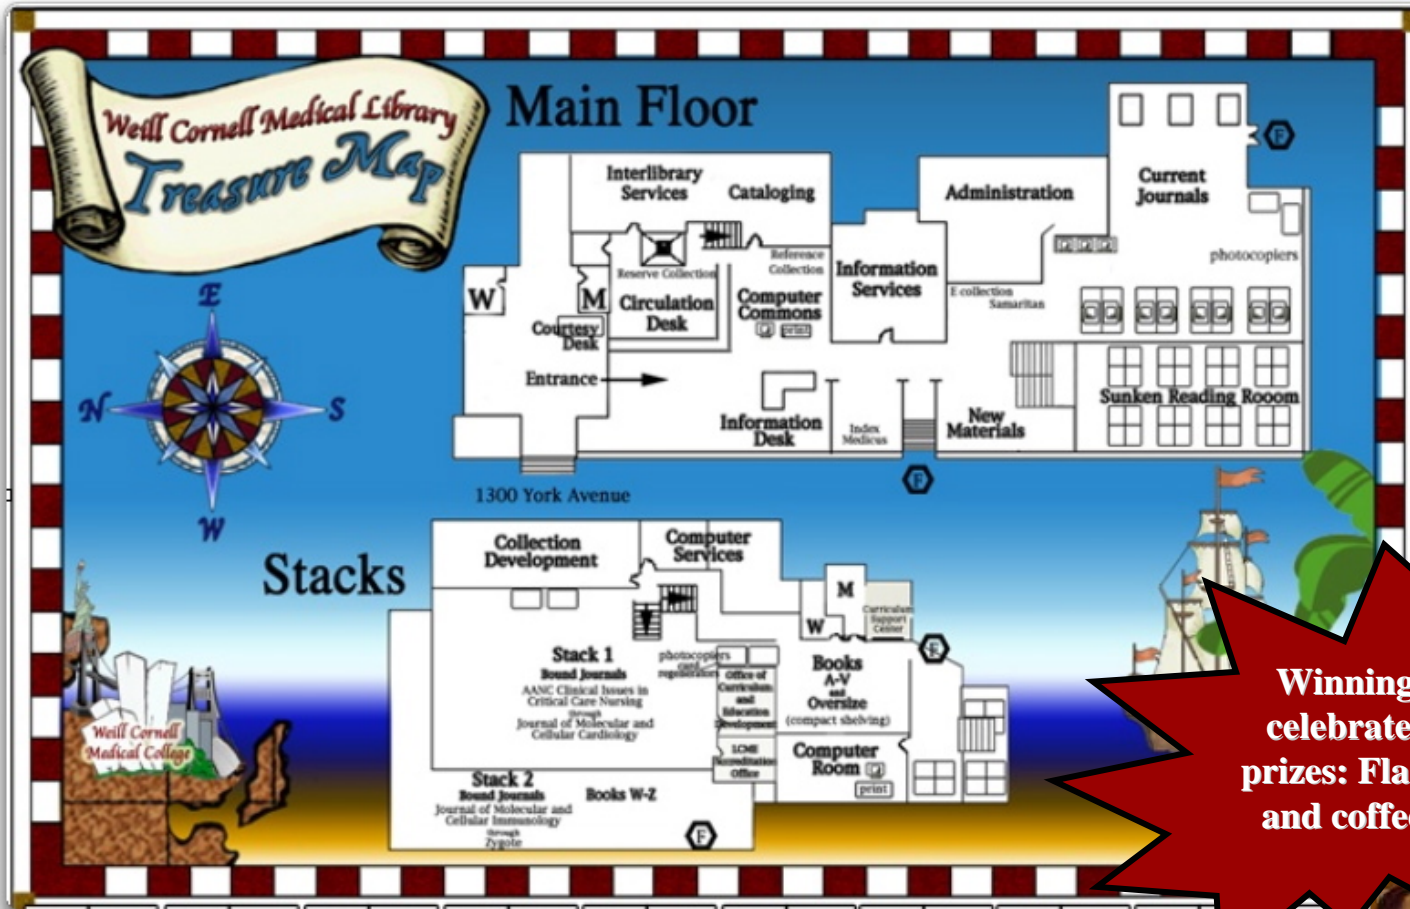 Weill Cornell Medical Library
Treasure Map
Main Floor
Interlibrary
Services
Cataloging
Administration
Current
Journals
F
photocopiers
Reserve Collection
Reference
Collection
Information
Services
E collection
Samaritan
W
M
Circulation
Desk
Computer
Commons
print
Courtesy
Desk
Entrance
Information
Desk
Index
Medicus
New
Materials
Sunken Reading Rooom
F
1300 York Avenue
E
N
S
W
Stacks
Collection
Development
Computer
Services
M
Curriculum
Support
Center
W
F
Stack 1
Bound Journals
AANC Clinical Issues in
Critical Care Nursing
through
Journal of Molecular and
Cellular Cardiology
photocopiers
card
regenerators
Office of
Curriculum
and
Education
Development
LCME
Accreditation
Office
Books
A-V
and
Oversize
(compact shelving)
Computer
Room
print
Stack 2
Bound Journals
Journal of Molecular and
Cellular Immunology
through
Zygote
Books W-Z
F
Weill Cornell
Medical College
Winning
celebrate
prizes: Fla
and coffe